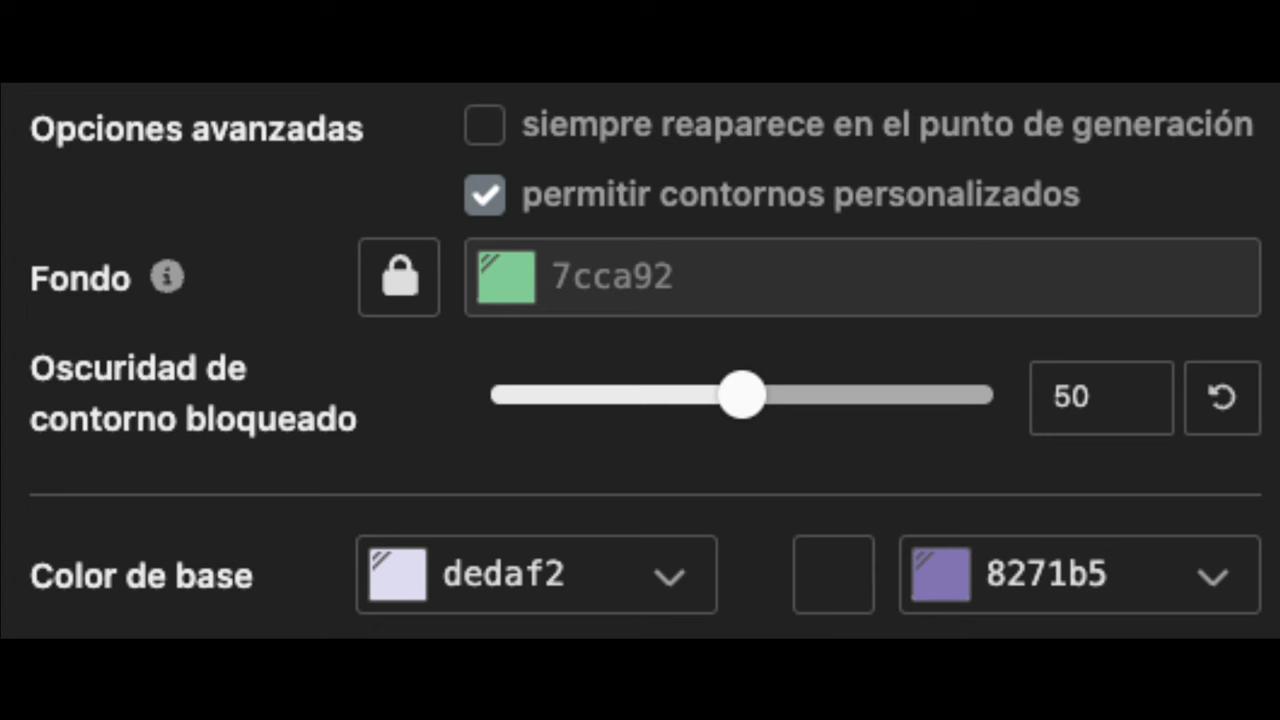 Opciones avanzadas
siempre reaparece en el punto de generación
permitir contornos personalizados
Fondo
7cca92
Oscuridad de
contorno bloqueado
50
Color de base
dedaf2
8271b5